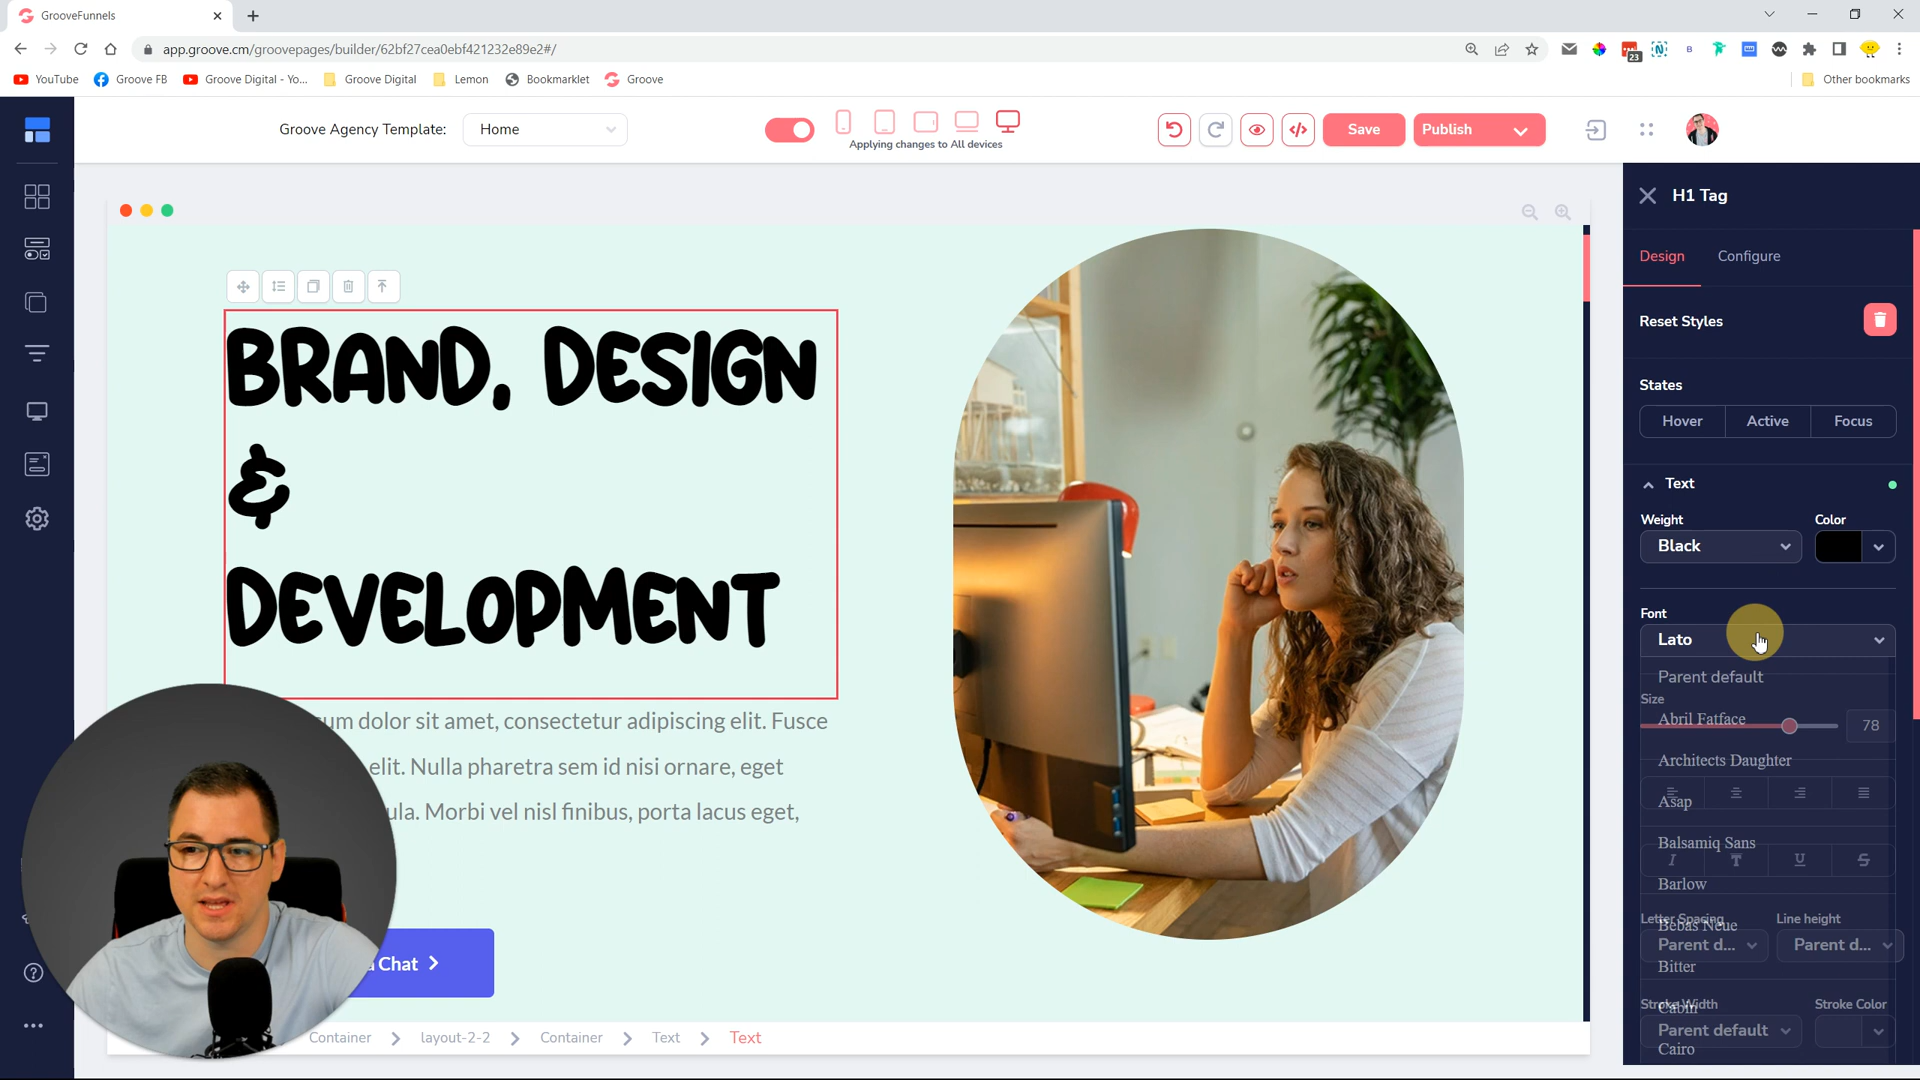 GrooveFunnels
app.groove.cm/groovepages/builder/62bf27cea0ebf421232e89e2#/
23
YouTube
Groove FB
Groove Digital - Yo...
Groove Digital
Lemon
Bookmarklet
Groove
Other bookmarks
Groove Agency Template:
Home
Applying changes to All devices
Save
Publish
H1 Tag
Design
Configure
Reset Styles
States
Hover
Active
Focus
Text
Weight
Color
Black
Font
Lato
Parent default
Size
Abril Fatface
78
Architects Daughter
Asap
Balsamiq Sans
Barlow
Letter Spacing
Line height
Bebas Neue
Parent d...
Parent d...
Bitter
Stroke Width
Stroke Color
Cabin
Parent default
Cairo
BRAND, DESIGN
&
DEVELOPMENT
um dolor sit amet, consectetur adipiscing elit. Fusce
elit. Nulla pharetra sem id nisi ornare, eget
ula. Morbi vel nisl finibus, porta lacus eget,
Chat
Container
layout-2-2
Container
Text
Text